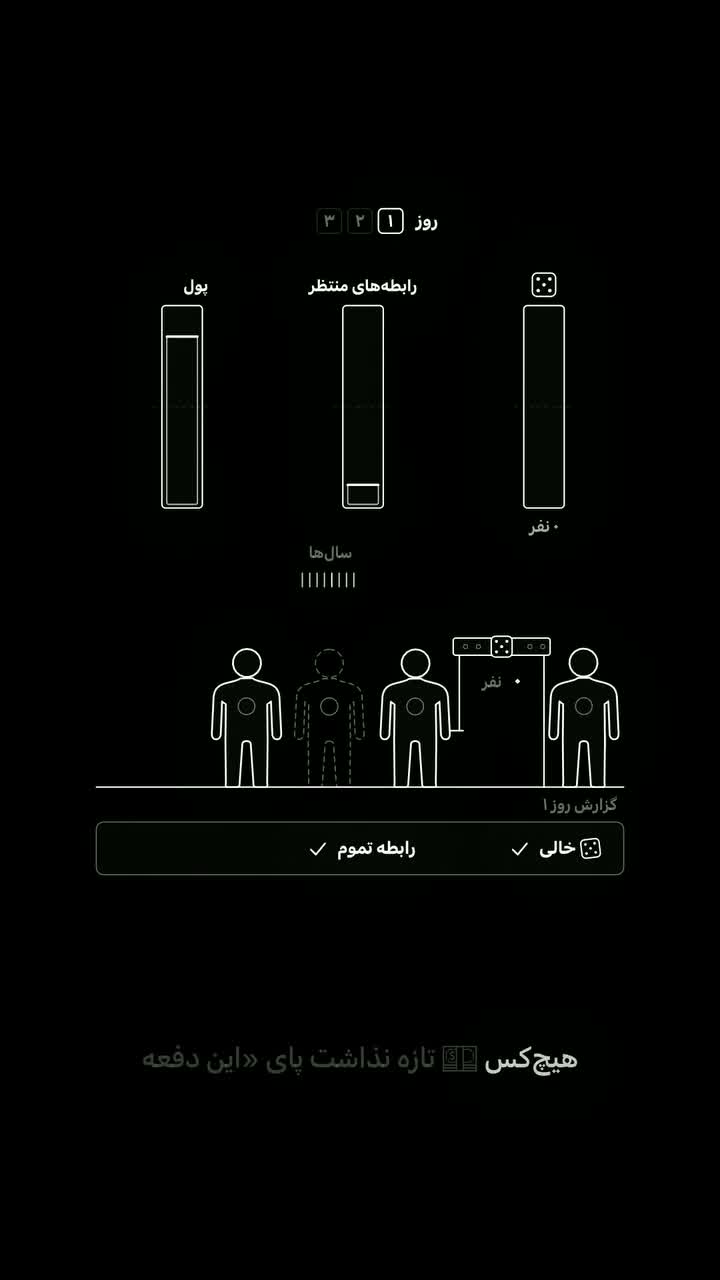 روز ۱ ۲ ۳
رابطه‌های منتظر
پول
۰ نفر
سال‌ها
۰ نفر
گزارش روز ۱
خالی
رابطه تموم
هیچ‌کس تازه نذاشت پای «این دفعه